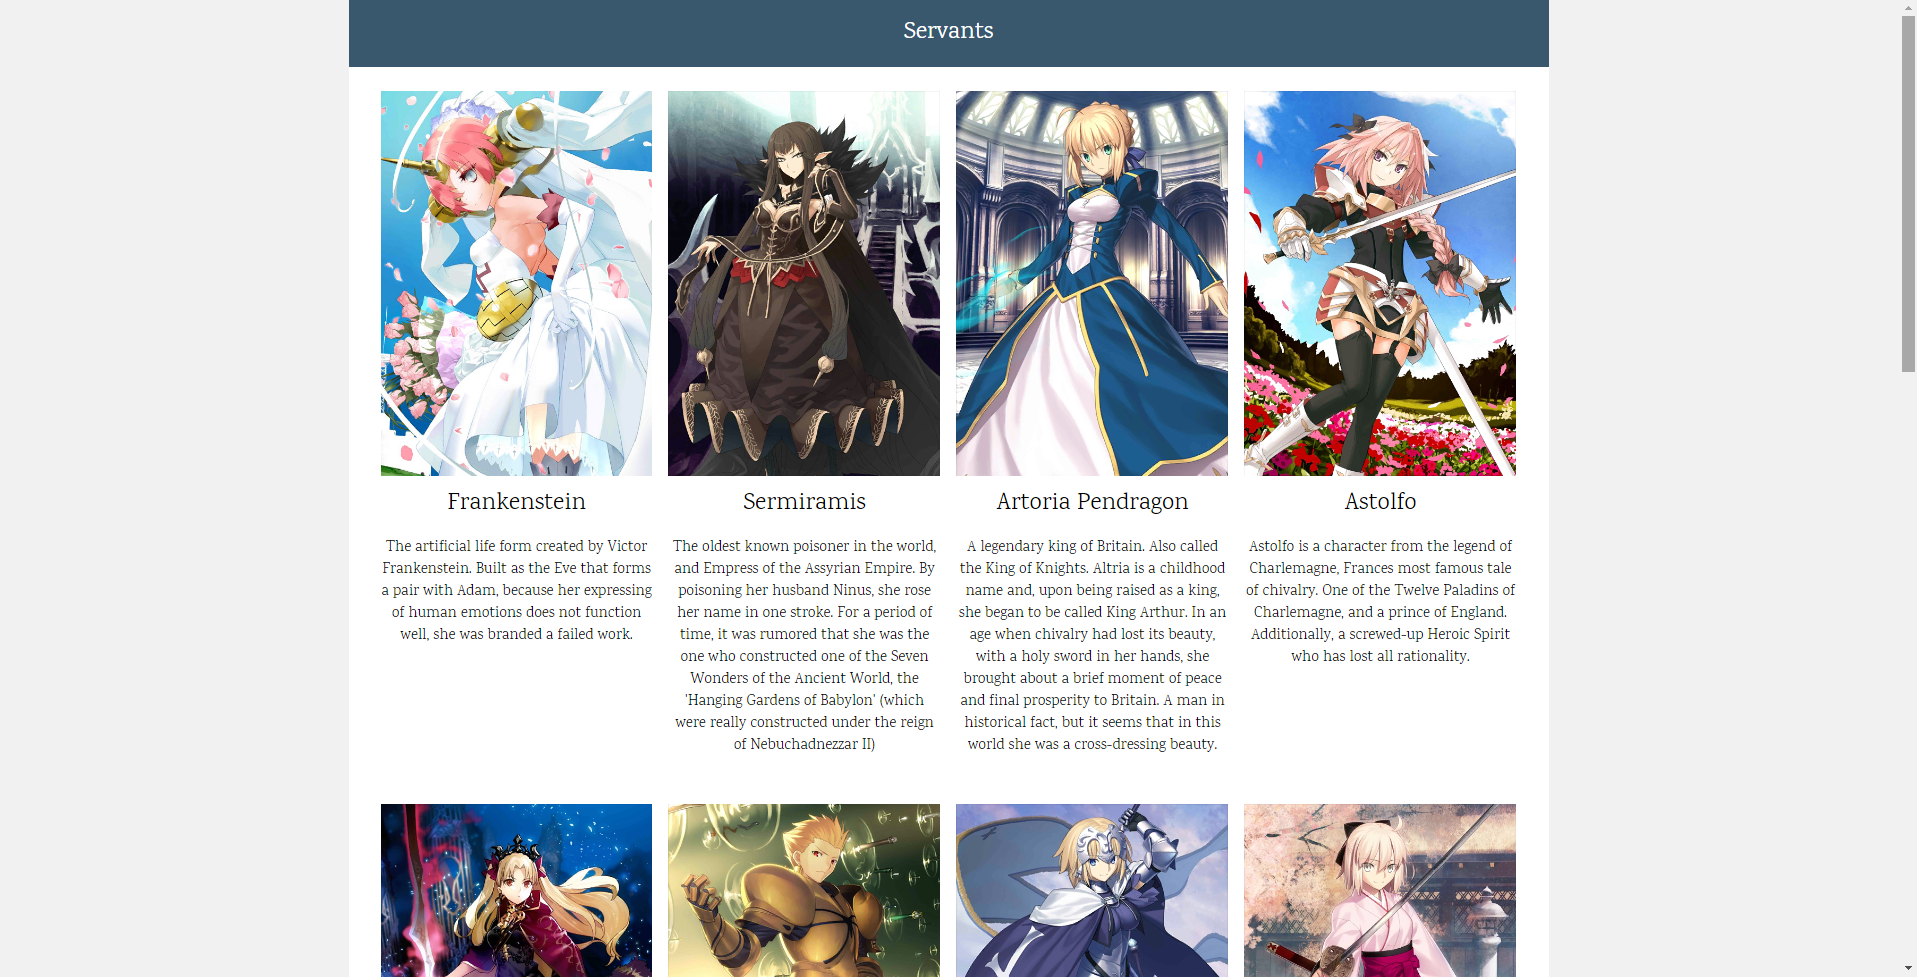 Servants
Frankenstein
The artificial life form created by Victor
Frankenstein. Built as the Eve that forms
a pair with Adam, because her expressing
of human emotions does not function
well, she was branded a failed work.
Sermiramis
The oldest known poisoner in the world,
and Empress of the Assyrian Empire. By
poisoning her husband Ninus, she rose
her name in one stroke. For a period of
time, it was rumored that she was the
one who constructed one of the Seven
Wonders of the Ancient World, the
'Hanging Gardens of Babylon' (which
were really constructed under the reign
of Nebuchadnezzar II)
Artoria Pendragon
A legendary king of Britain. Also called
the King of Knights. Altria is a childhood
name and, upon being raised as a king,
she began to be called King Arthur. In an
age when chivalry had lost its beauty,
with a holy sword in her hands, she
brought about a brief moment of peace
and final prosperity to Britain. A man in
historical fact, but it seems that in this
world she was a cross-dressing beauty.
Astolfo
Astolfo is a character from the legend of
Charlemagne, Frances most famous tale
of chivalry. One of the Twelve Paladins of
Charlemagne, and a prince of England.
Additionally, a screwed-up Heroic Spirit
who has lost all rationality.